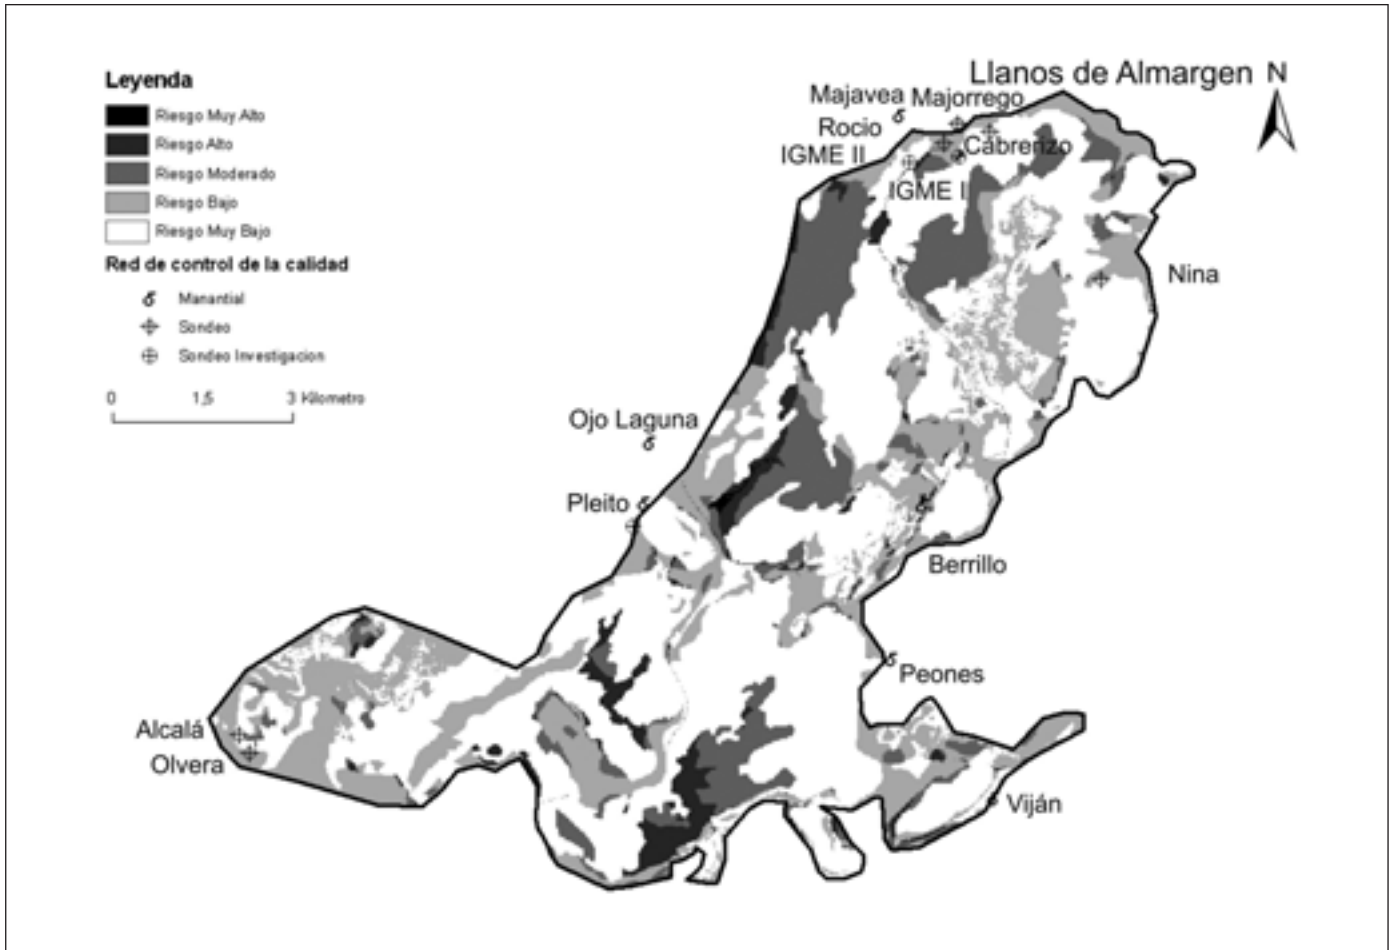 Leyenda
Riesgo Muy Alto
Riesgo Alto
Riesgo Moderado
Riesgo Bajo
Riesgo Muy Bajo
Red de control de la calidad
Manantial
Sondeo
Sondeo Investigacion
0 1,5 3 Kilometro
Llanos de Almargen N
Majavea Majorrego
Rocio
Cabrerizo
IGME II
IGME I
Nina
Ojo Laguna
Pleito
Berrillo
Peones
Alcalá
Olvera
Viján